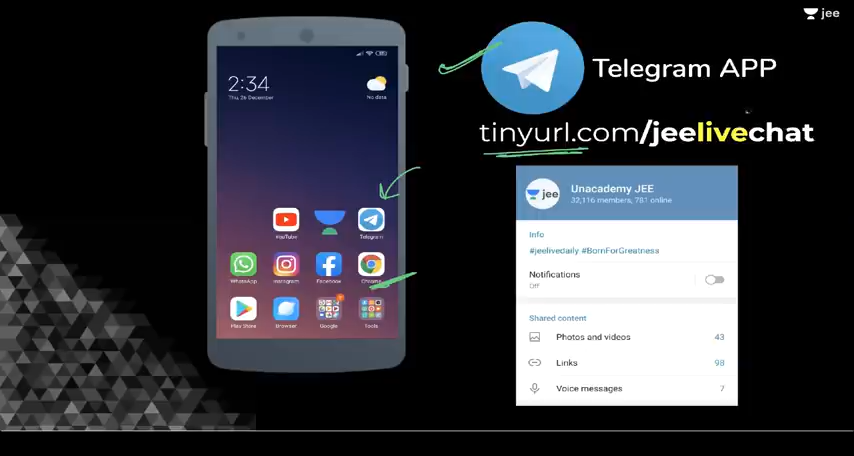 jee
Telegram APP
tinyurl.com/jeelivechat
2:34
Thu, 26 December
No data
YouTube
Telegram
WhatsApp
Instagram
Facebook
Chrome
Play Store
Browser
Google
Tools
jee
Unacademy JEE
32,116 members, 781 online
Info
#jeelivedaily #BornForGreatness
Notifications
Off
Shared content
Photos and videos 43
Links 98
Voice messages 7